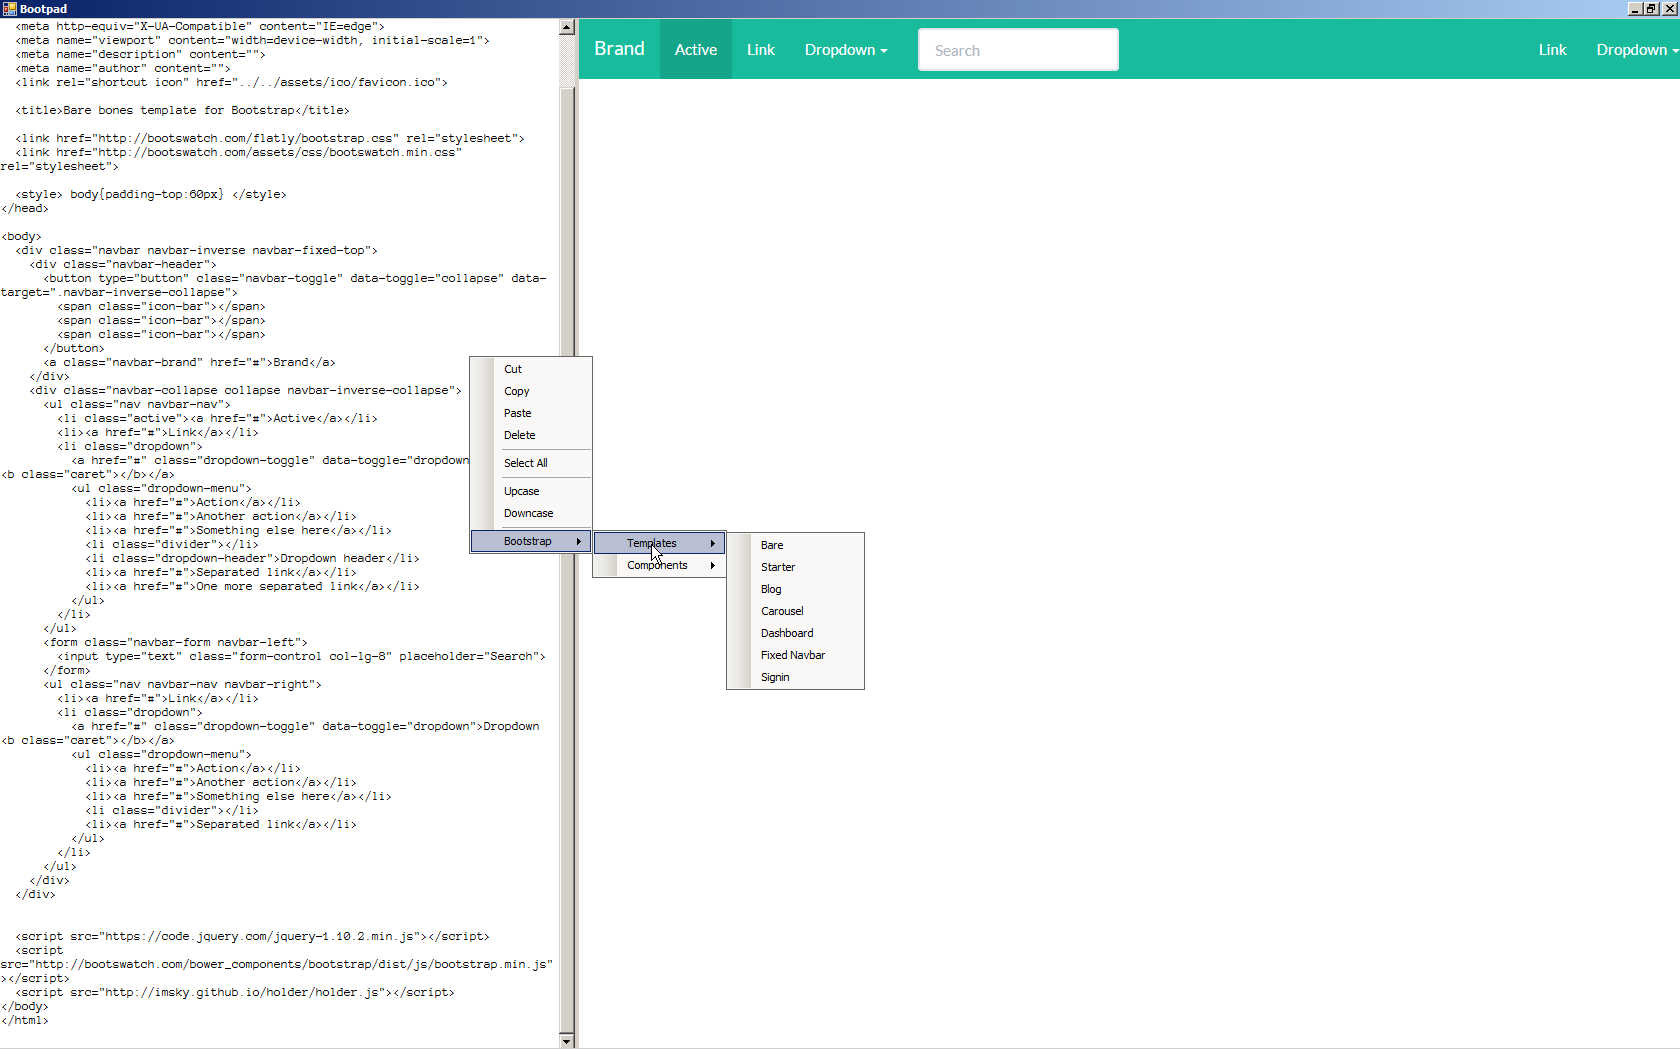 Bootpad
  <meta http-equiv="X-UA-Compatible" content="IE=edge">
  <meta name="viewport" content="width=device-width, initial-scale=1">
  <meta name="description" content="">
  <meta name="author" content="">
  <link rel="shortcut icon" href="../../assets/ico/favicon.ico">
  <title>Bare bones template for Bootstrap</title>
  <link href="http://bootswatch.com/flatly/bootstrap.css" rel="stylesheet">
  <link href="http://bootswatch.com/assets/css/bootswatch.min.css"
rel="stylesheet">
  <style> body{padding-top:60px} </style>
</head>
<body>
  <div class="navbar navbar-inverse navbar-fixed-top">
    <div class="navbar-header">
      <button type="button" class="navbar-toggle" data-toggle="collapse" data-
target=".navbar-inverse-collapse">
        <span class="icon-bar"></span>
        <span class="icon-bar"></span>
        <span class="icon-bar"></span>
      </button>
      <a class="navbar-brand" href="#">Brand</a>
    </div>
    <div class="navbar-collapse collapse navbar-inverse-collapse">
      <ul class="nav navbar-nav">
        <li class="active"><a href="#">Active</a></li>
        <li><a href="#">Link</a></li>
        <li class="dropdown">
          <a href="#" class="dropdown-toggle" data-toggle="dropdown
<b class="caret"></b></a>
          <ul class="dropdown-menu">
            <li><a href="#">Action</a></li>
            <li><a href="#">Another action</a></li>
            <li><a href="#">Something else here</a></li>
            <li class="divider"></li>
            <li class="dropdown-header">Dropdown header</li>
            <li><a href="#">Separated link</a></li>
            <li><a href="#">One more separated link</a></li>
          </ul>
        </li>
      </ul>
      <form class="navbar-form navbar-left">
        <input type="text" class="form-control col-lg-8" placeholder="Search">
      </form>
      <ul class="nav navbar-nav navbar-right">
        <li><a href="#">Link</a></li>
        <li class="dropdown">
          <a href="#" class="dropdown-toggle" data-toggle="dropdown">Dropdown
<b class="caret"></b></a>
          <ul class="dropdown-menu">
            <li><a href="#">Action</a></li>
            <li><a href="#">Another action</a></li>
            <li><a href="#">Something else here</a></li>
            <li class="divider"></li>
            <li><a href="#">Separated link</a></li>
          </ul>
        </li>
      </ul>
    </div>
  </div>
  <script src="https://code.jquery.com/jquery-1.10.2.min.js"></script>
  <script
src="http://bootswatch.com/bower_components/bootstrap/dist/js/bootstrap.min.js"
></script>
  <script src="http://imsky.github.io/holder/holder.js"></script>
</body>
</html>
Brand Active Link Dropdown Search Link Dropdown
Cut
Copy
Paste
Delete
Select All
Upcase
Downcase
Bootstrap
Templates
Components
Bare
Starter
Blog
Carousel
Dashboard
Fixed Navbar
Signin